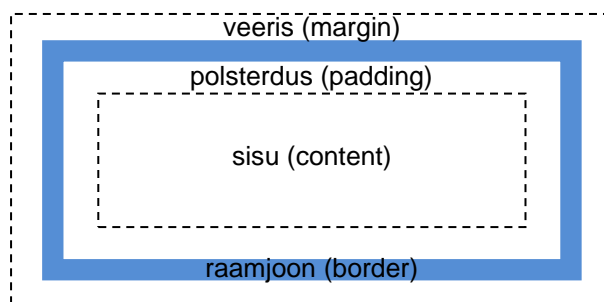 veeris (margin)
polsterdus (padding)
sisu (content)
raamjoon (border)